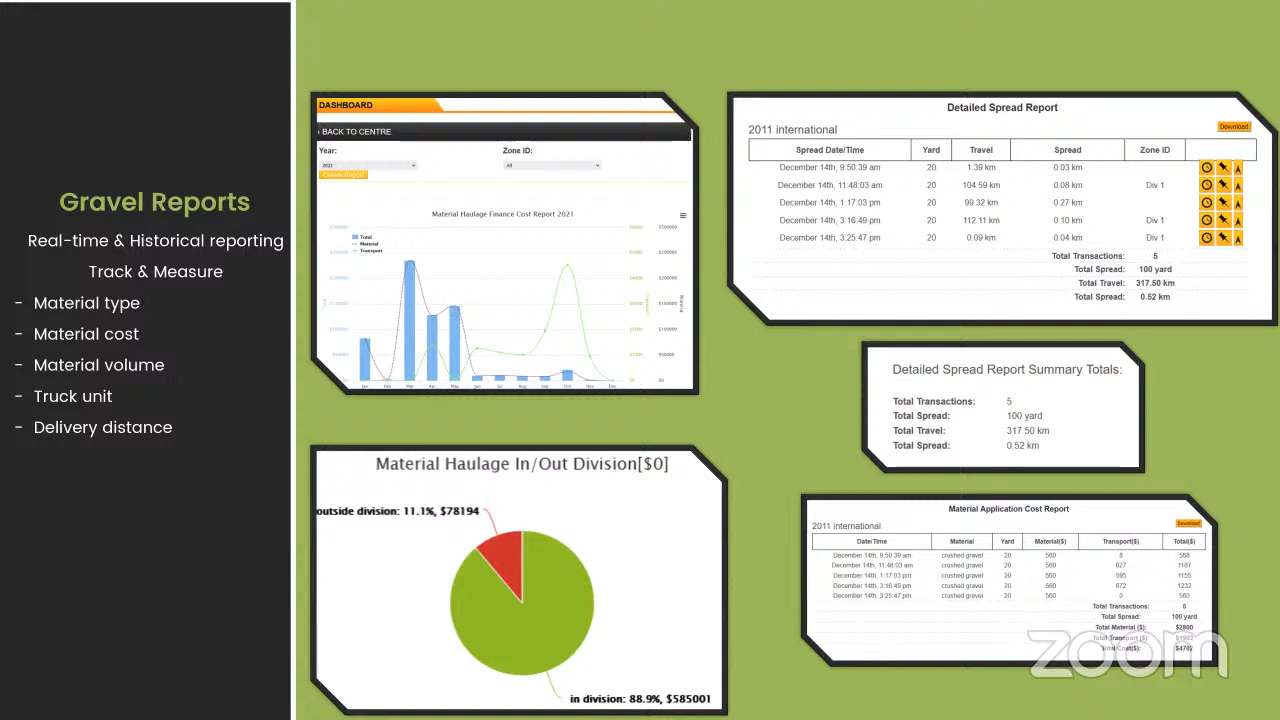 Gravel Reports
Real-time & Historical reporting
Track & Measure
- Material type
- Material cost
- Material volume
- Truck unit
- Delivery distance
DASHBOARD
‹ BACK TO CENTRE
Year: Zone ID:
2021 All
Material Haulage Finance Cost Report 2021
Total
Material
Transport
Jan Feb Mar Apr May Jun Jul Aug Sep Oct Nov Dec
Material Haulage In/Out Division[$0]
outside division: 11.1%, $78194
in division: 88.9%, $585001
Detailed Spread Report
2011 international
Download
Spread Date/Time Yard Travel Spread Zone ID
December 14th, 9:50:39 am 20 1.39 km 0.03 km
December 14th, 11:48:03 am 20 104.59 km 0.08 km Div 1
December 14th, 1:17:03 pm 20 99.32 km 0.27 km
December 14th, 3:16:49 pm 20 112.11 km 0.10 km Div 1
December 14th, 3:25:47 pm 20 0.09 km 0.04 km Div 1
Total Transactions: 5
Total Spread: 100 yard
Total Travel: 317.50 km
Total Spread: 0.52 km
Detailed Spread Report Summary Totals:
Total Transactions: 5
Total Spread: 100 yard
Total Travel: 317.50 km
Total Spread: 0.52 km
Material Application Cost Report
2011 international
Download
Date/Time Material Yard Material($) Transport($) Total($)
December 14th, 9:50:39 am crushed gravel 20 560 8 568
December 14th, 11:48:03 am crushed gravel 20 560 627 1187
December 14th, 1:17:03 pm crushed gravel 20 560 595 1155
December 14th, 3:16:49 pm crushed gravel 20 560 672 1232
December 14th, 3:25:47 pm crushed gravel 20 560 0 560
Total Transactions: 5
Total Spread: 100 yard
Total Material ($): $2800
Total Transport ($): $1902
Total Cost($): $4702
zoom